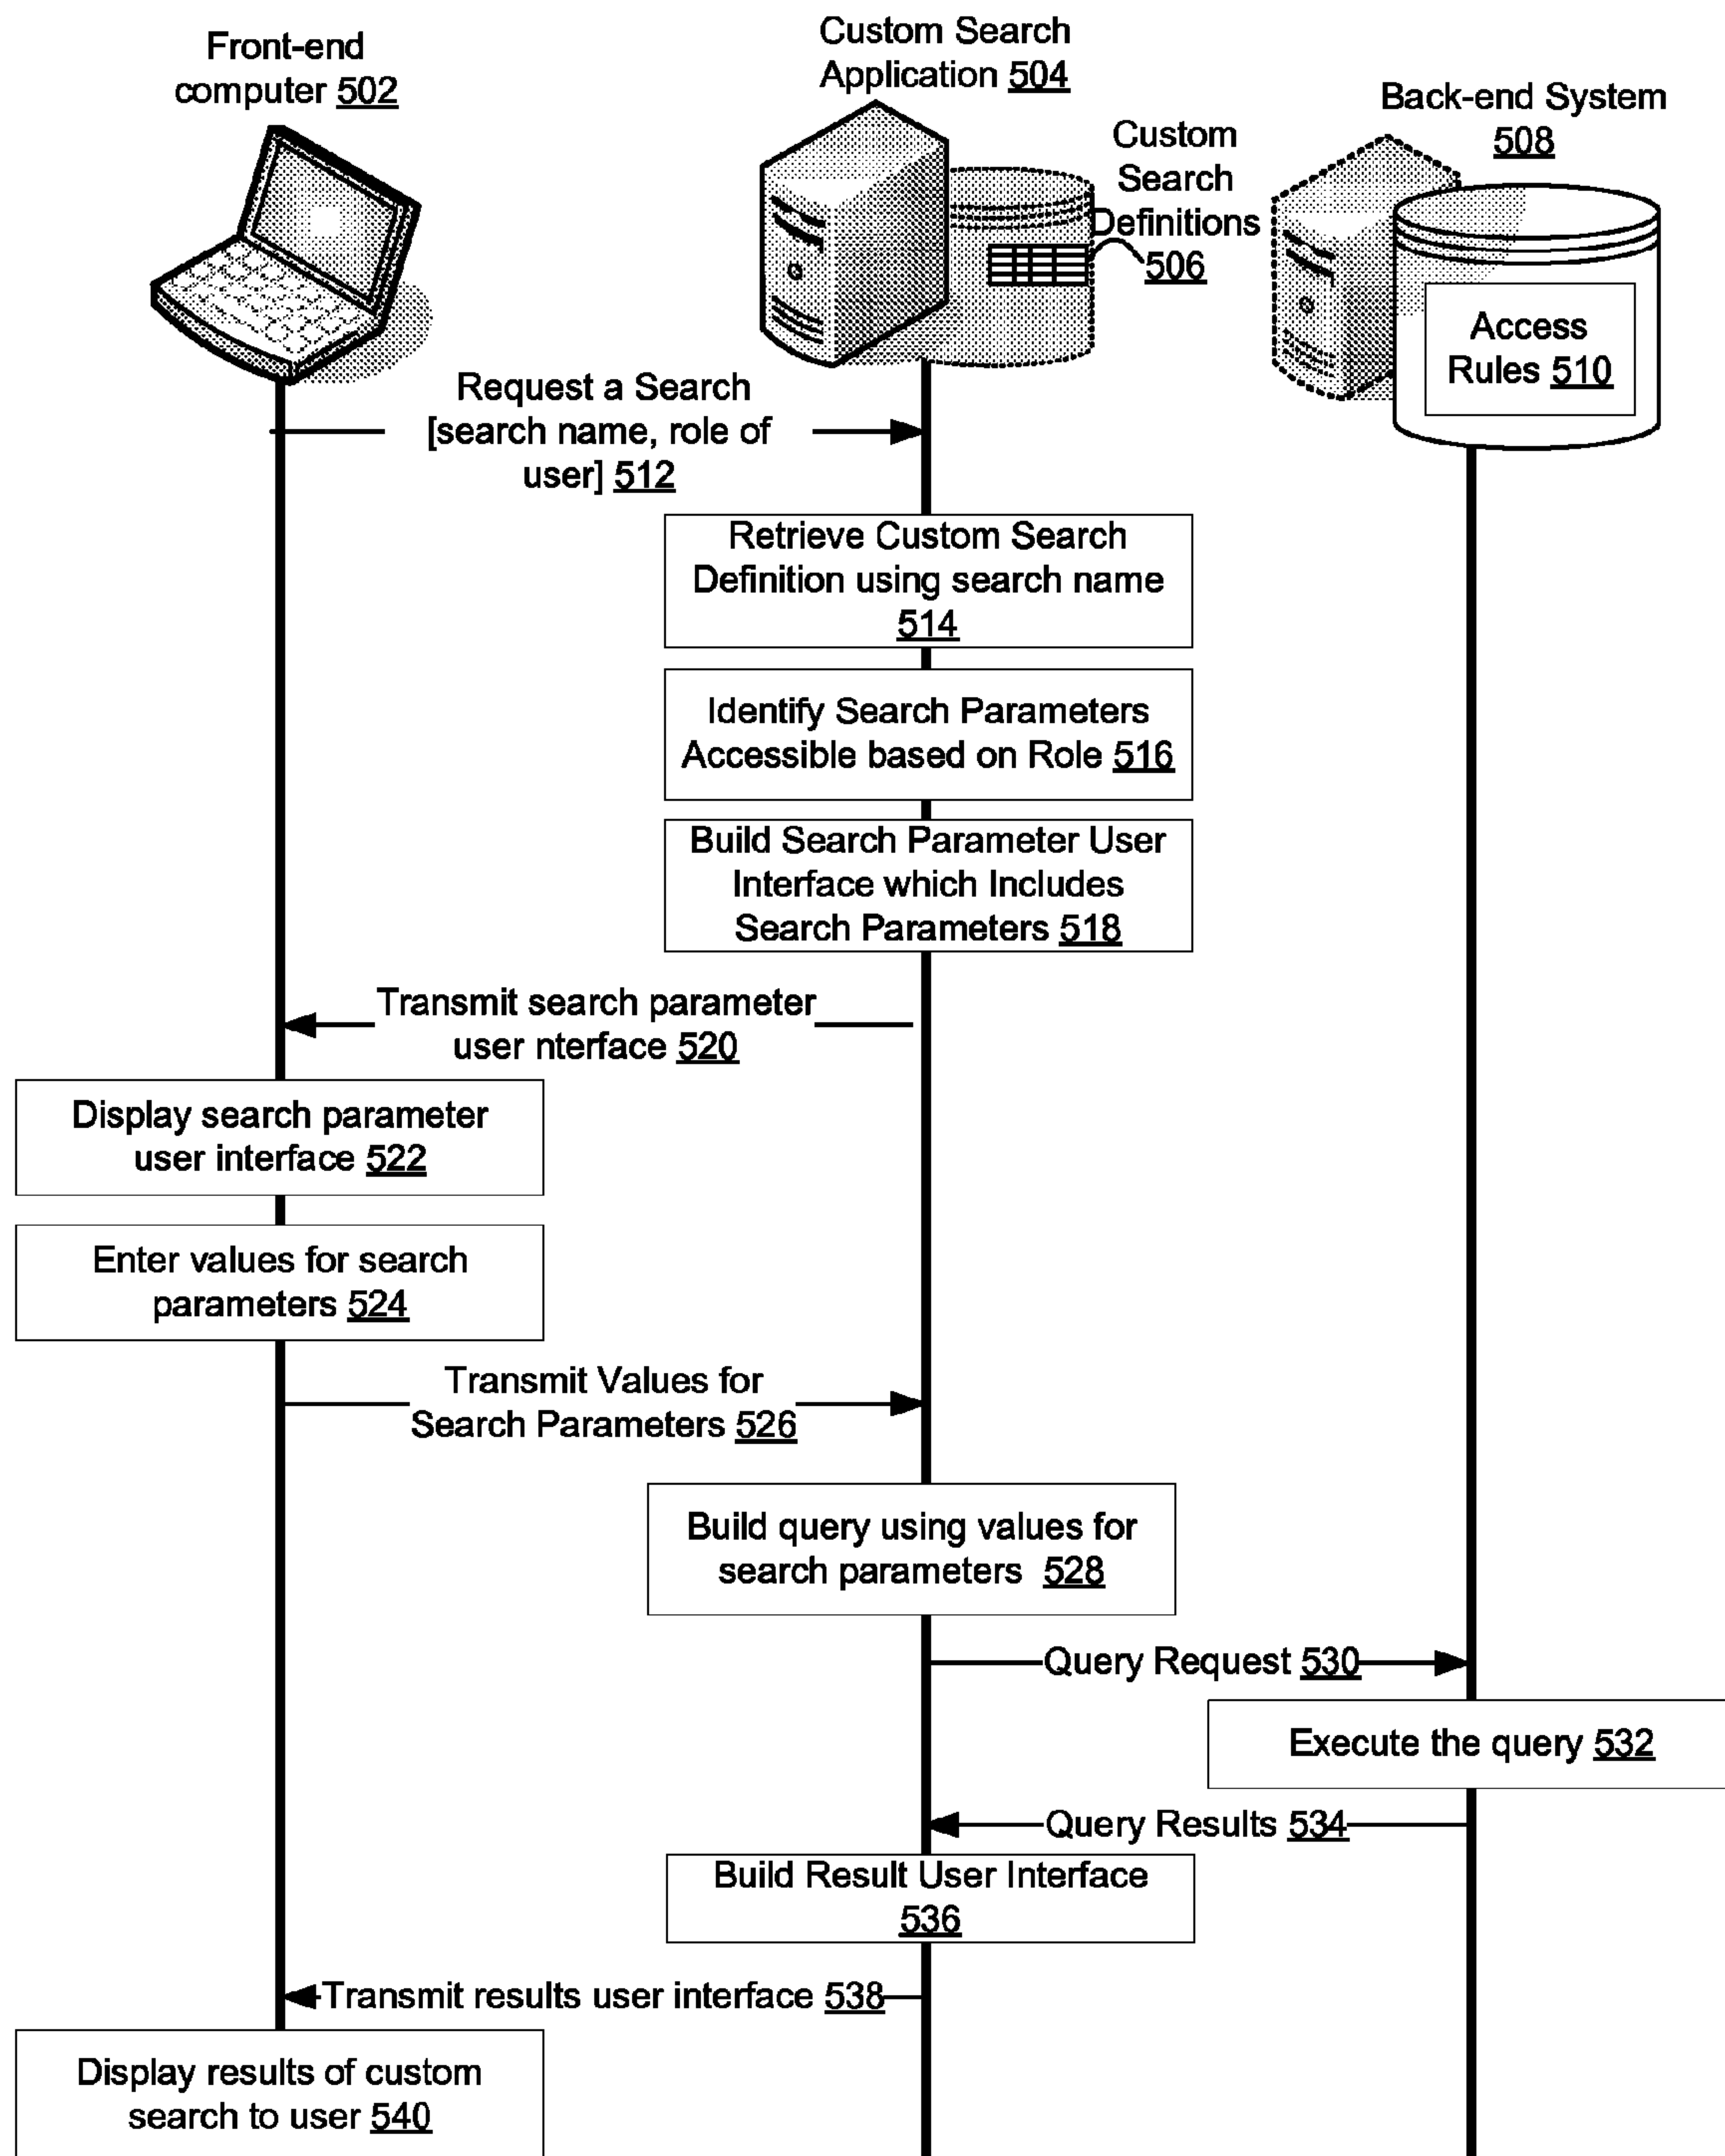 Front-end
computer 502
Custom Search
Application 504
Custom
Search
Definitions
506
Back-end System
508
Access
Rules 510
Request a Search
[search name, role of
user] 512
Retrieve Custom Search
Definition using search name
514
Identify Search Parameters
Accessible based on Role 516
Build Search Parameter User
Interface which Includes
Search Parameters 518
Transmit search parameter
user nterface 520
Display search parameter
user interface 522
Enter values for search
parameters 524
Transmit Values for
Search Parameters 526
Build query using values for
search parameters 528
Query Request 530
Execute the query 532
Query Results 534
Build Result User Interface
536
Transmit results user interface 538
Display results of custom
search to user 540